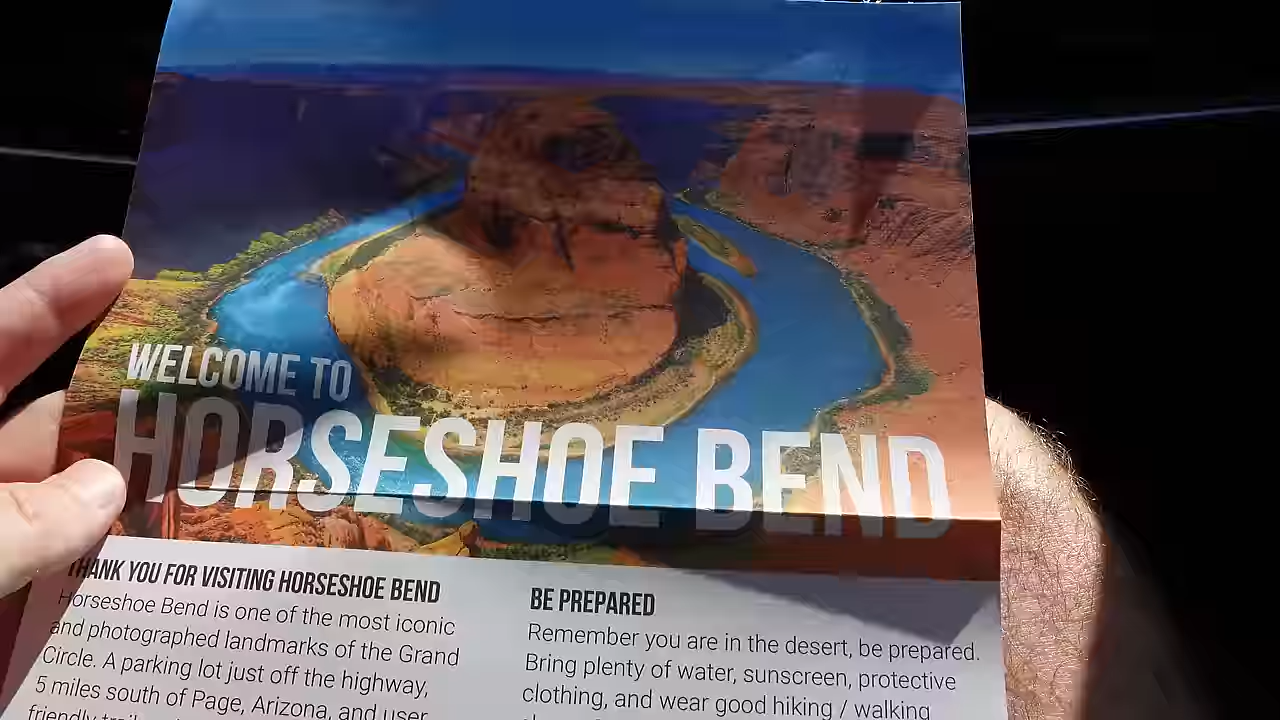 WELCOME TO
HORSESHOE BEND
THANK YOU FOR VISITING HORSESHOE BEND
Horseshoe Bend is one of the most iconic
and photographed landmarks of the Grand
Circle. A parking lot just off the highway,
5 miles south of Page, Arizona, and user
friendly
BE PREPARED
Remember you are in the desert, be prepared.
Bring plenty of water, sunscreen, protective
clothing, and wear good hiking / walking